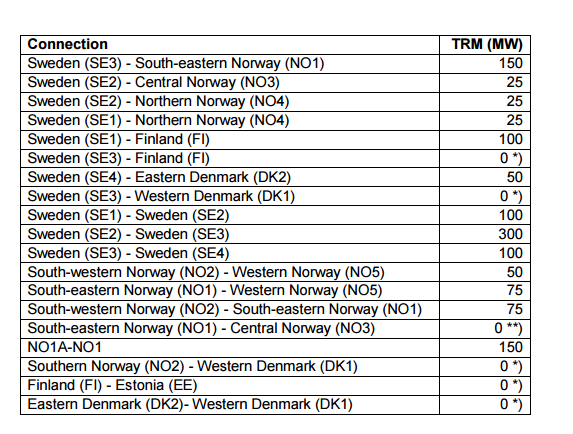 Connection TRM (MW)
Sweden (SE3) - South-eastern Norway (NO1) 150
Sweden (SE2) - Central Norway (NO3) 25
Sweden (SE2) - Northern Norway (NO4) 25
Sweden (SE1) - Northern Norway (NO4) 25
Sweden (SE1) - Finland (FI) 100
Sweden (SE3) - Finland (FI) 0 *)
Sweden (SE4) - Eastern Denmark (DK2) 50
Sweden (SE3) - Western Denmark (DK1) 0 *)
Sweden (SE1) - Sweden (SE2) 100
Sweden (SE2) - Sweden (SE3) 300
Sweden (SE3) - Sweden (SE4) 100
South-western Norway (NO2) - Western Norway (NO5) 50
South-eastern Norway (NO1) - Western Norway (NO5) 75
South-western Norway (NO2) - South-eastern Norway (NO1) 75
South-eastern Norway (NO1) - Central Norway (NO3) 0 **)
NO1A-NO1 150
Southern Norway (NO2) - Western Denmark (DK1) 0 *)
Finland (FI) - Estonia (EE) 0 *)
Eastern Denmark (DK2)- Western Denmark (DK1) 0 *)